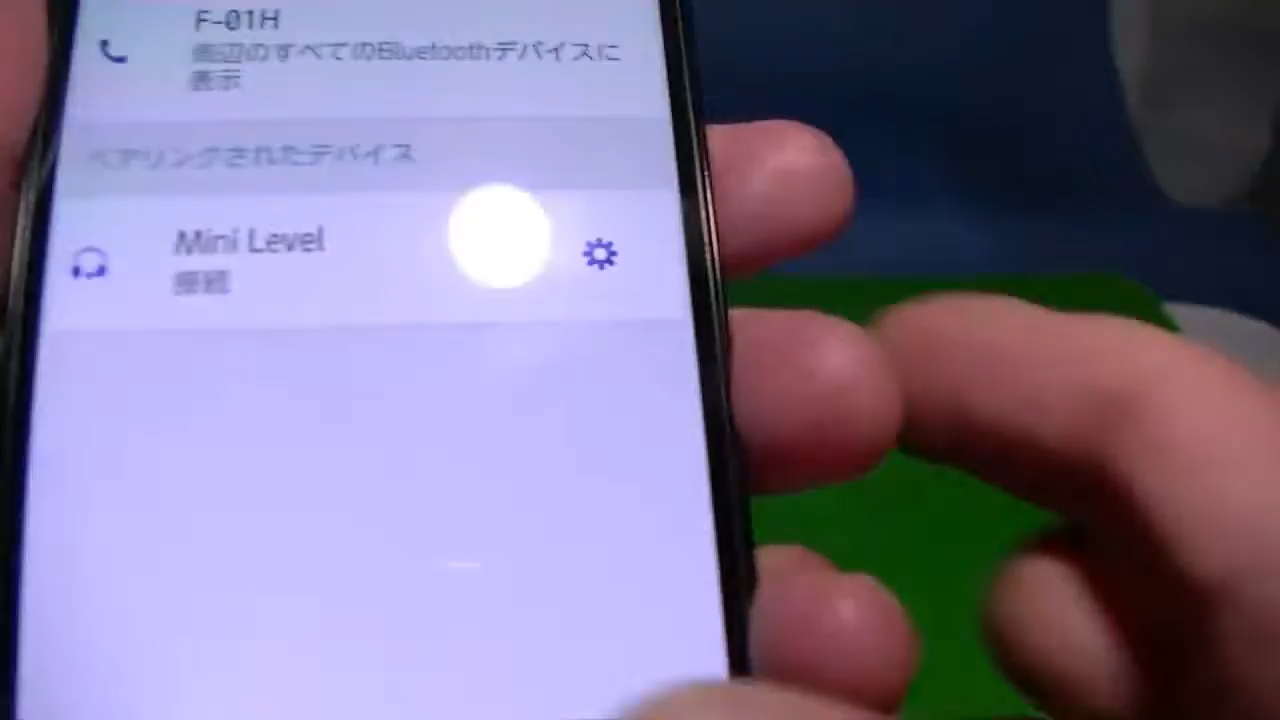 F-01H
周辺のすべてのBluetoothデバイスに
表示
ペアリングされたデバイス
Mini Level
接続